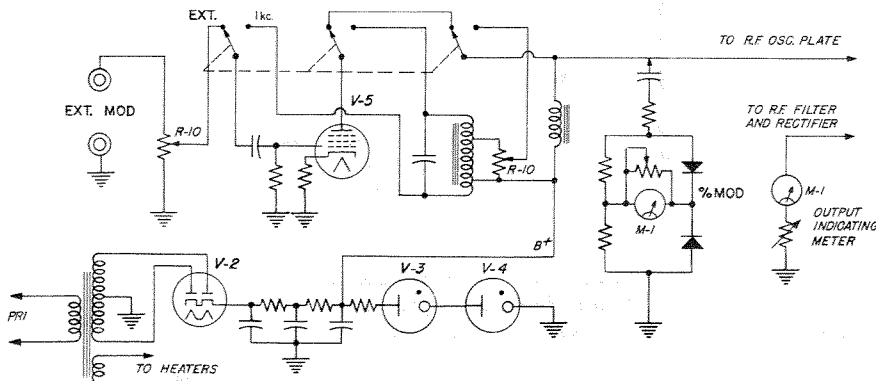 EXT.
1kc.
TO R.F. OSC. PLATE
EXT. MOD
V-5
R-10
R-10
TO R.F. FILTER
AND RECTIFIER
% MOD
M-1
M-1
OUTPUT
INDICATING
METER
B+
V-2
V-3
V-4
PRI
TO HEATERS